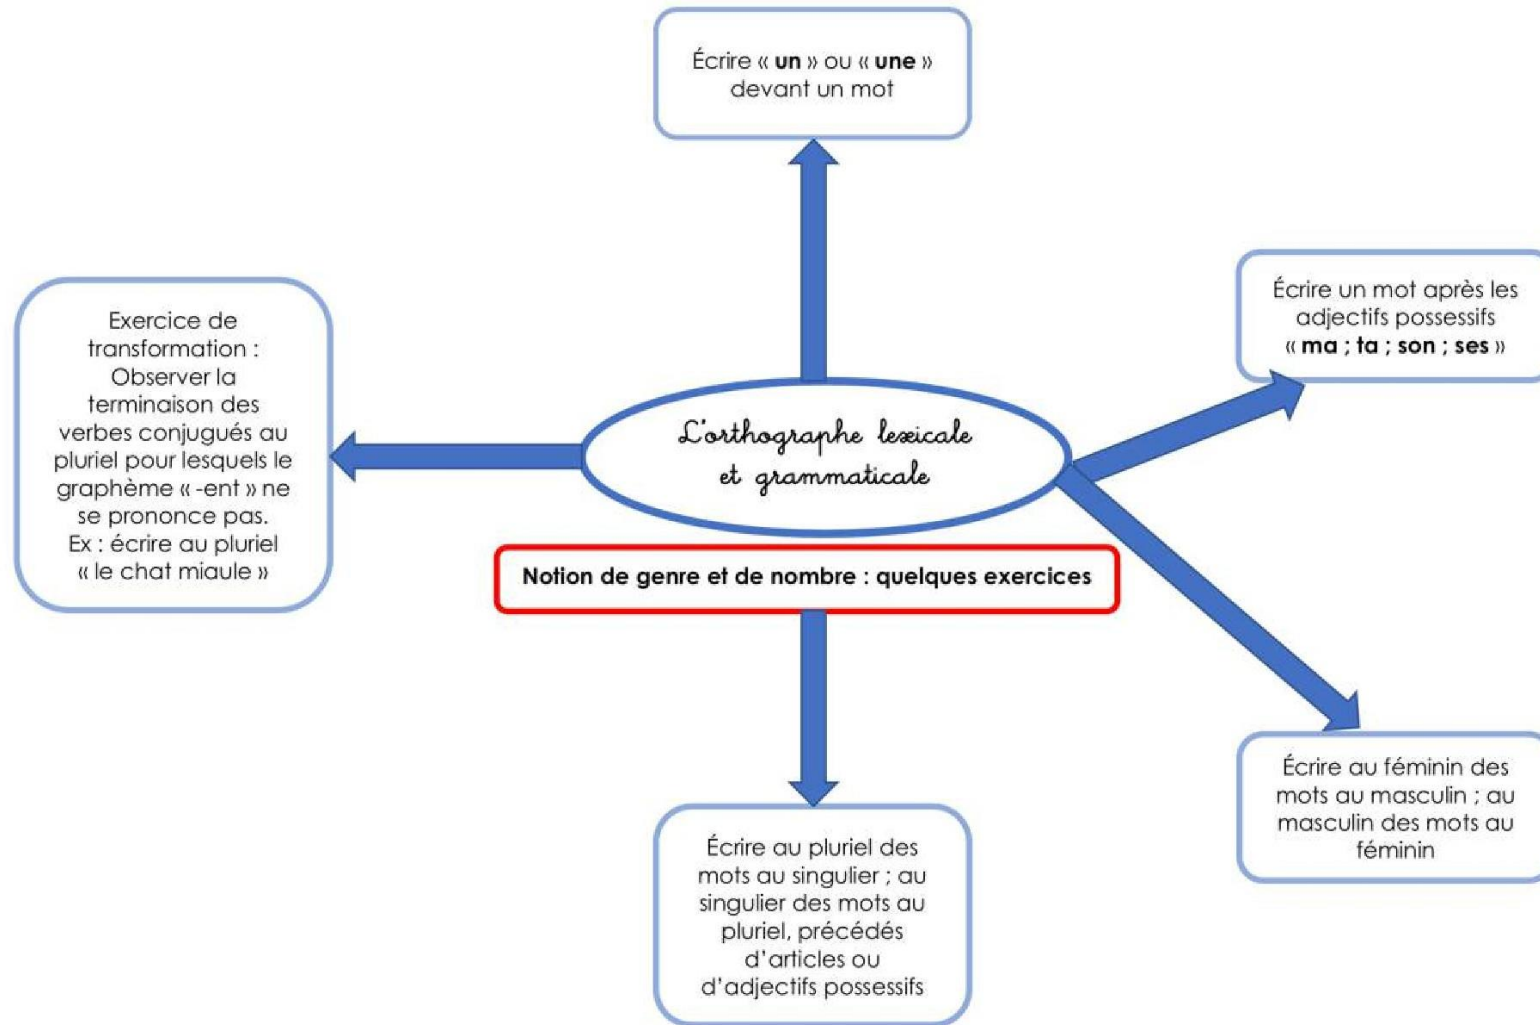 Écrire « un » ou « une »
devant un mot
Écrire un mot après les
adjectifs possessifs
« ma ; ta ; son ; ses »
Exercice de
transformation :
Observer la
terminaison des
verbes conjugués au
pluriel pour lesquels le
graphème « -ent » ne
se prononce pas.
Ex : écrire au pluriel
« le chat miaule »
L'orthographe lexicale
et grammaticale
Notion de genre et de nombre : quelques exercices
Écrire au féminin des
mots au masculin ; au
masculin des mots au
féminin
Écrire au pluriel des
mots au singulier ; au
singulier des mots au
pluriel, précédés
d'articles ou
d'adjectifs possessifs